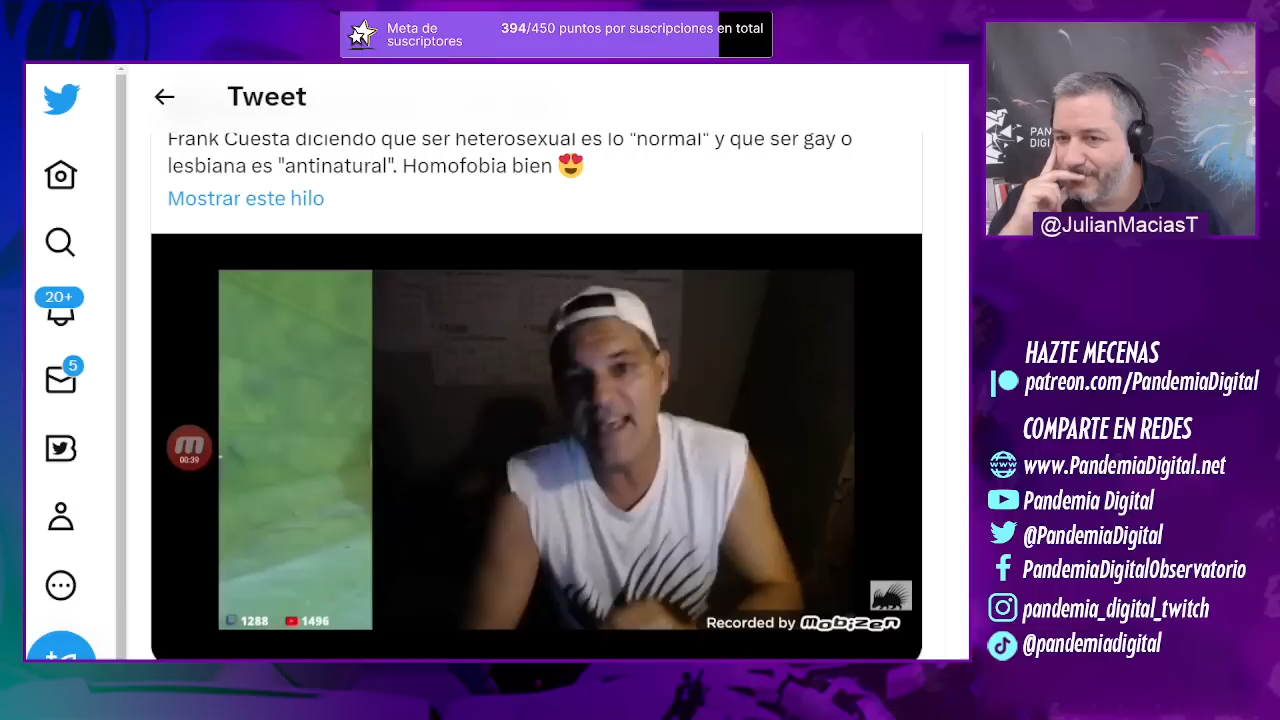 Meta de
suscriptores
394/450 puntos por suscripciones en total
Tweet
Frank Cuesta diciendo que ser heterosexual es lo "normal" y que ser gay o
lesbiana es "antinatural". Homofobia bien 😍
Mostrar este hilo
20+
5
00:39
1288
1496
Recorded by Mobizen
@JulianMaciasT
HAZTE MECENAS
patreon.com/PandemiaDigital
COMPARTE EN REDES
www.PandemiaDigital.net
Pandemia Digital
@PandemiaDigital
PandemiaDigitalObservatorio
pandemia_digital_twitch
@pandemiadigital